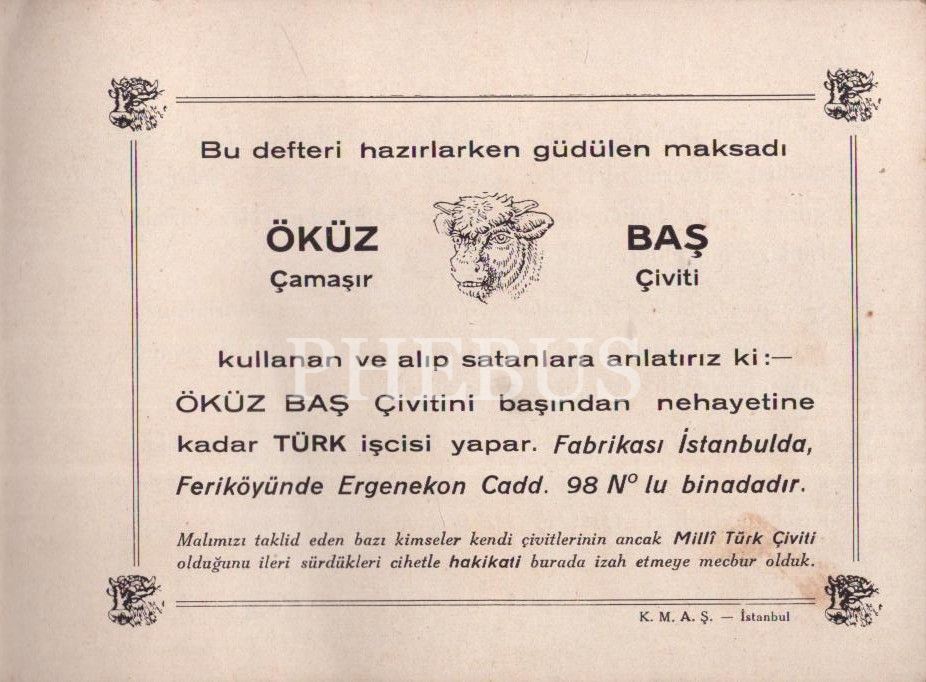 Bu defteri hazırlarken güdülen maksadı
ÖKÜZ BAŞ
Çamaşır Çiviti
kullanan ve alıp satanlara anlatırız ki:—
ÖKÜZ BAŞ Çivitini başından nehayetine
kadar TÜRK işcisi yapar. Fabrikası İstanbulda,
Feriköyünde Ergenekon Cadd. 98 Nº lu binadadır.
Malımızı taklid eden bazı kimseler kendi çivitlerinin ancak Millî Türk Çiviti
olduğunu ileri sürdükleri cihetle hakikati burada izah etmeye mecbur olduk.
K. M. A. Ş. — İstanbul
PHEBUS